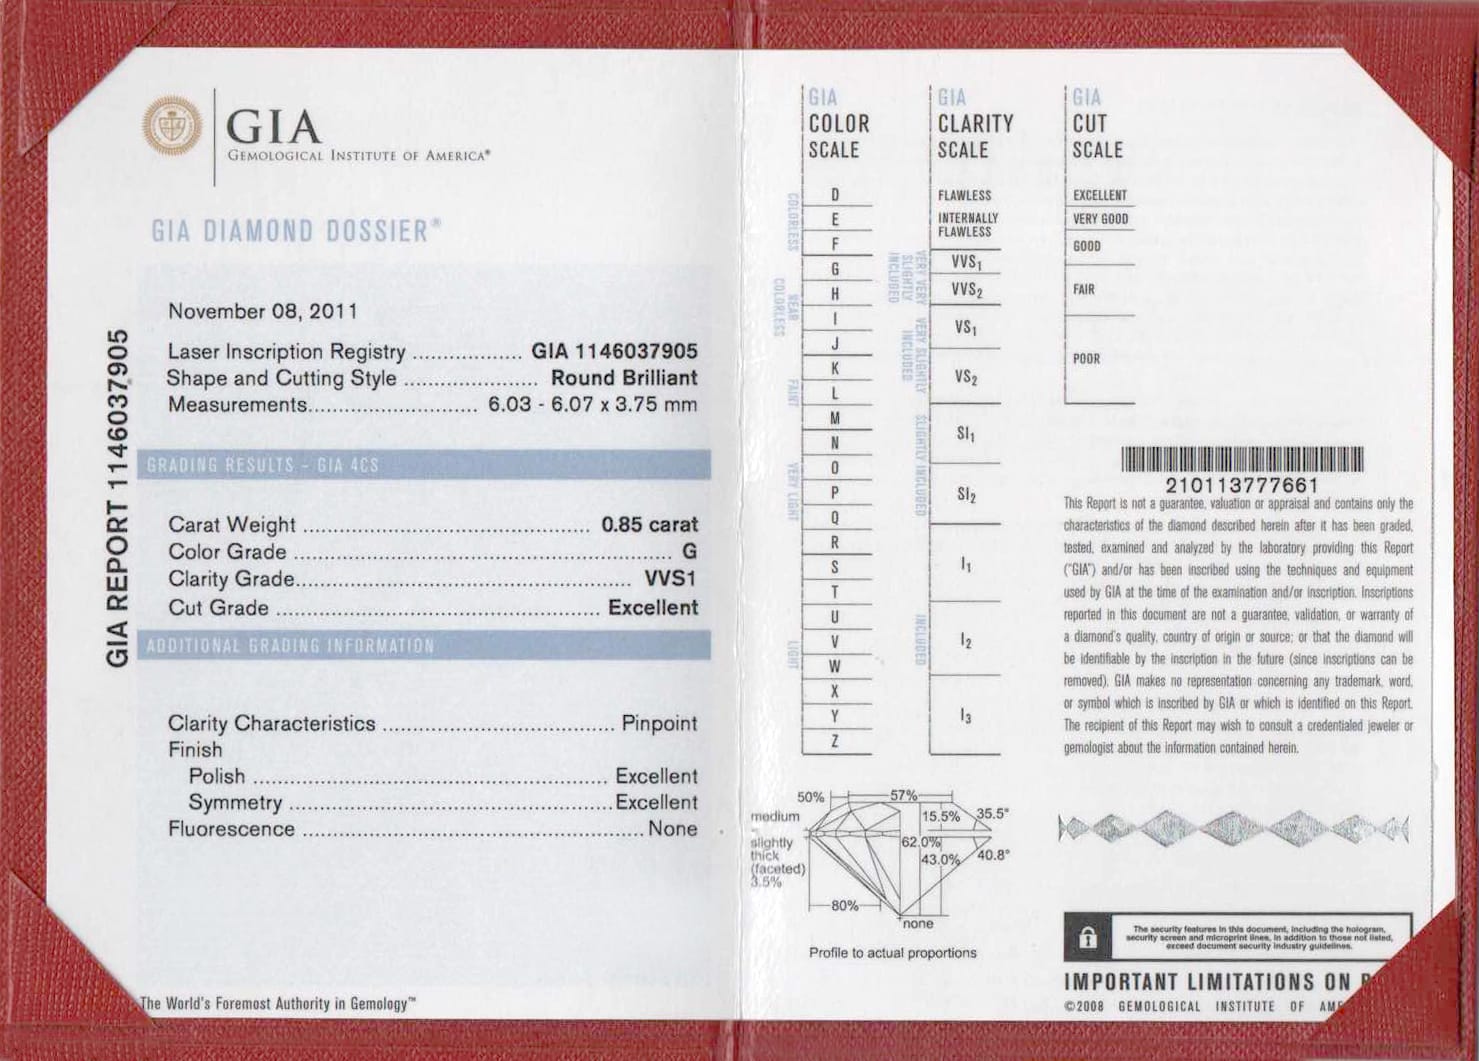 GIA
GEMOLOGICAL INSTITUTE OF AMERICA®
GIA DIAMOND DOSSIER®
November 08, 2011
Laser Inscription Registry .................. GIA 1146037905
Shape and Cutting Style ...................... Round Brilliant
Measurements............................ 6.03 - 6.07 x 3.75 mm
GRADING RESULTS - GIA 4CS
Carat Weight ............................................... 0.85 carat
Color Grade .............................................................. G
Clarity Grade....................................................... VVS1
Cut Grade ..................................................... Excellent
ADDITIONAL GRADING INFORMATION
Clarity Characteristics ...................................... Pinpoint
Finish
Polish .......................................................... Excellent
Symmetry .....................................................Excellent
Fluorescence ........................................................ None
The World's Foremost Authority in Gemology™
GIA REPORT 1146037905
GIA
COLOR
SCALE
COLORLESS
NEAR
COLORLESS
FAINT
VERY LIGHT
LIGHT
D
E
F
G
H
I
J
K
L
M
N
O
P
Q
R
S
T
U
V
W
X
Y
Z
GIA
CLARITY
SCALE
FLAWLESS
INTERNALLY
FLAWLESS
VERY VERY
SLIGHTLY
INCLUDED
VVS1
VVS2
VERY SLIGHTLY
INCLUDED
VS1
VS2
SLIGHTLY INCLUDED
SI1
SI2
INCLUDED
I1
I2
I3
GIA
CUT
SCALE
EXCELLENT
VERY GOOD
GOOD
FAIR
POOR
50%
57%
medium
-
slightly
thick
(faceted)
3.5%
15.5%
35.5°
62.0%
43.0%
40.8°
80%
none
Profile to actual proportions
210113777661
This Report is not a guarantee, valuation or appraisal and contains only the
characteristics of the diamond described herein after it has been graded,
tested, examined and analyzed by the laboratory providing this Report
("GIA") and/or has been inscribed using the techniques and equipment
used by GIA at the time of the examination and/or inscription. Inscriptions
reported in this document are not a guarantee, validation, or warranty of
a diamond's quality, country of origin or source; or that the diamond will
be identifiable by the inscription in the future (since inscriptions can be
removed). GIA makes no representation concerning any trademark, word,
or symbol which is inscribed by GIA or which is identified on this Report.
The recipient of this Report may wish to consult a credentialed jeweler or
gemologist about the information contained herein.
The security features in this document, including the hologram,
security screen and microprint lines, in addition to those not listed,
exceed document security industry guidelines.
IMPORTANT LIMITATIONS ON
©2008 GEMOLOGICAL INSTITUTE OF AM